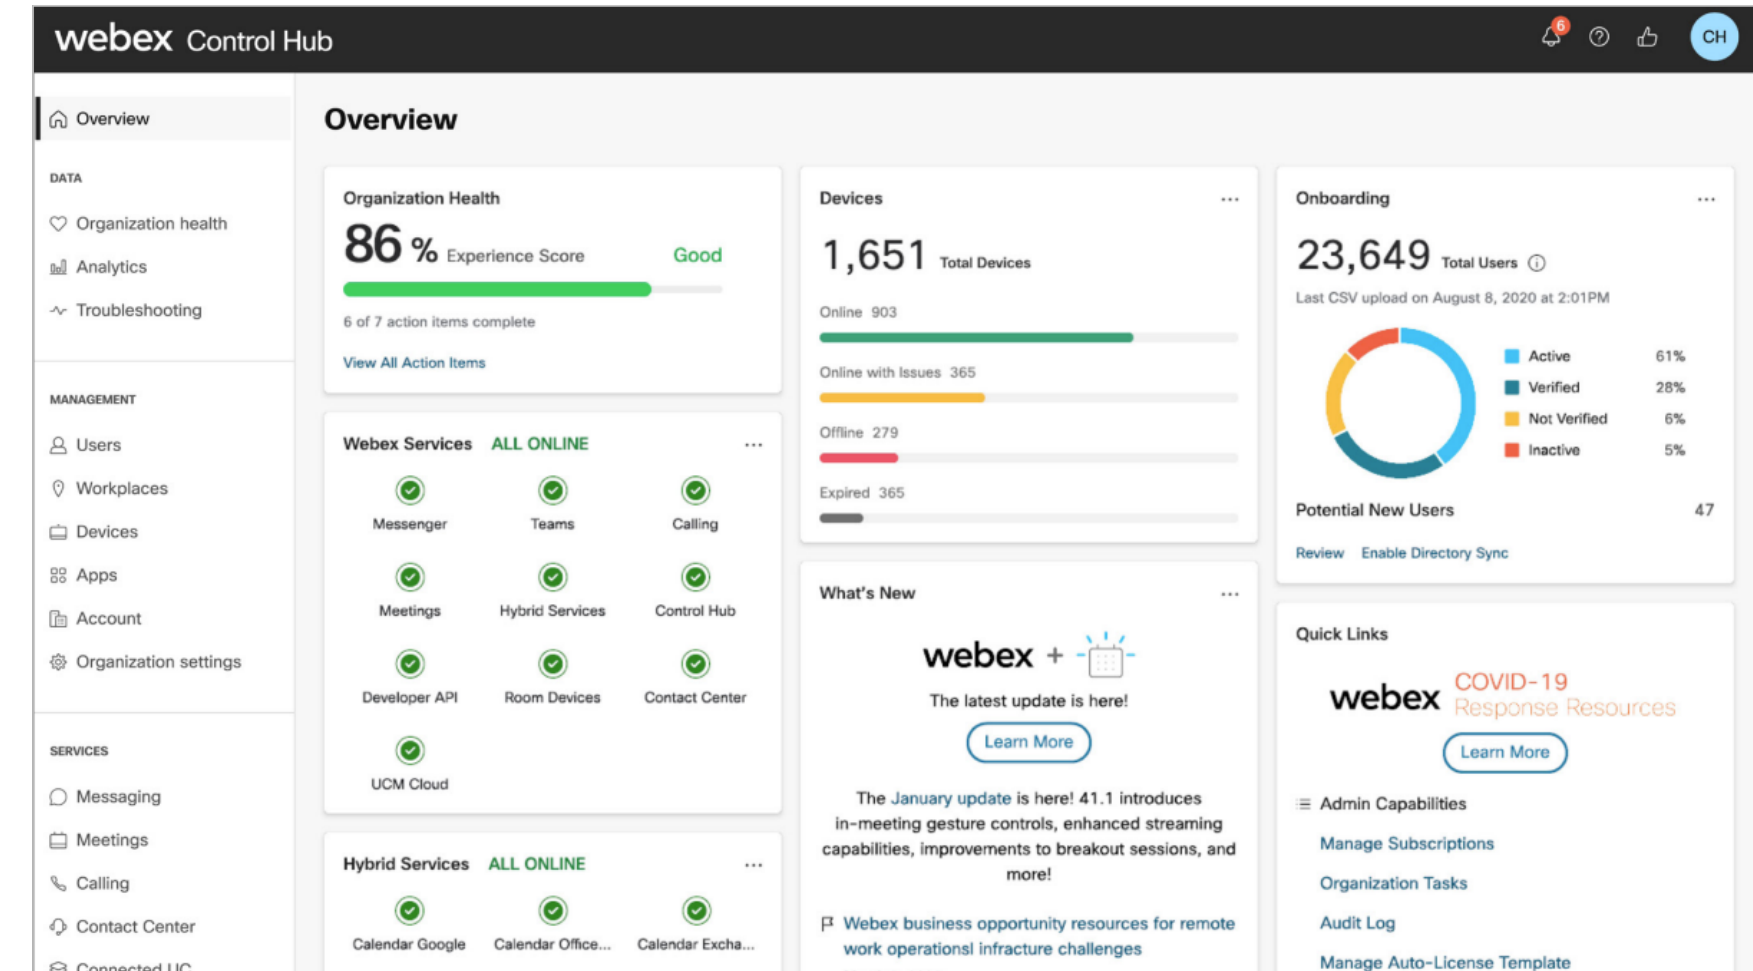 webex Control Hub
6
CH
Overview
DATA
Organization health
Analytics
Troubleshooting
MANAGEMENT
Users
Workplaces
Devices
Apps
Account
Organization settings
SERVICES
Messaging
Meetings
Calling
Contact Center
Connected UC
Overview
Organization Health
86 % Experience Score Good
6 of 7 action items complete
View All Action Items
Webex Services ALL ONLINE
Messenger Teams Calling
Meetings Hybrid Services Control Hub
Developer API Room Devices Contact Center
UCM Cloud
Hybrid Services ALL ONLINE
Calendar Google Calendar Office... Calendar Excha...
Devices
1,651 Total Devices
Online 903
Online with Issues 365
Offline 279
Expired 365
What's New
webex +
The latest update is here!
Learn More
The January update is here! 41.1 introduces
in-meeting gesture controls, enhanced streaming
capabilities, improvements to breakout sessions, and
more!
Webex business opportunity resources for remote
work operationsl infracture challenges
Onboarding
23,649 Total Users
Last CSV upload on August 8, 2020 at 2:01PM
Active 61%
Verified 28%
Not Verified 6%
Inactive 5%
Potential New Users 47
Review Enable Directory Sync
Quick Links
webex COVID-19
Response Resources
Learn More
Admin Capabilities
Manage Subscriptions
Organization Tasks
Audit Log
Manage Auto-License Template